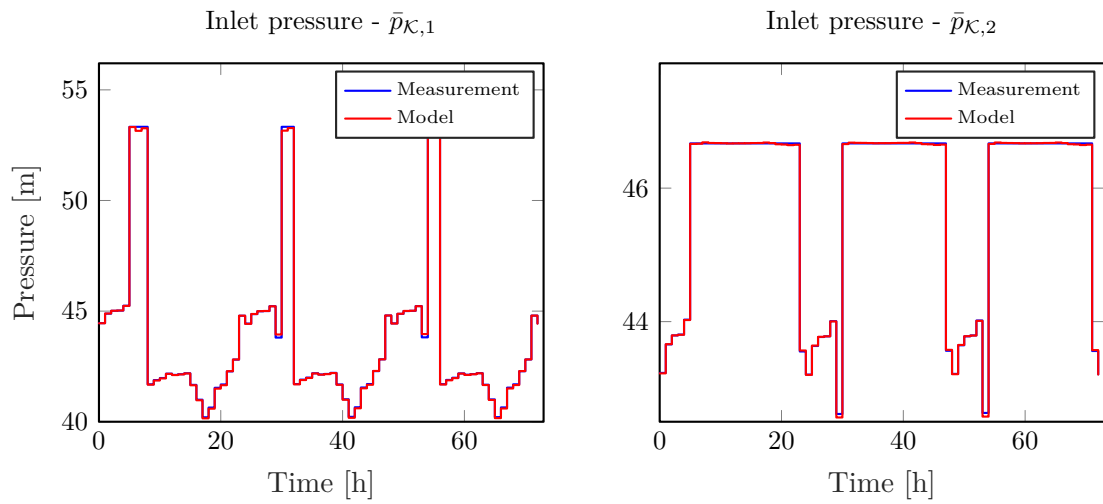 Inlet pressure - p̄𝒦,1
55
50
45
40
Pressure [m]
Measurement
Model
0
20
40
60
Time [h]
Inlet pressure - p̄𝒦,2
46
44
Measurement
Model
0
20
40
60
Time [h]